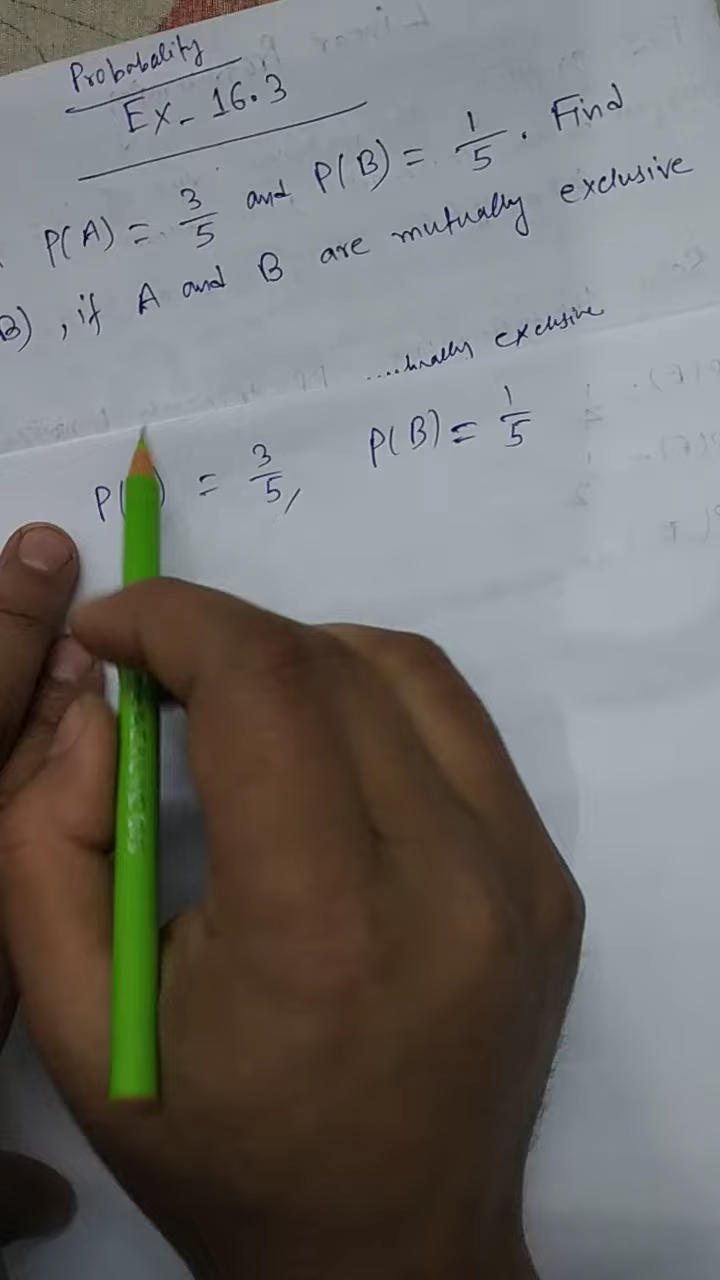 Probabality
Ex- 16.3
P(A) = 3/5 and P(B) = 1/5. Find
B), if A and B are mutually exclusive
exclusive
P( ) = 3/5, P(B) = 1/5